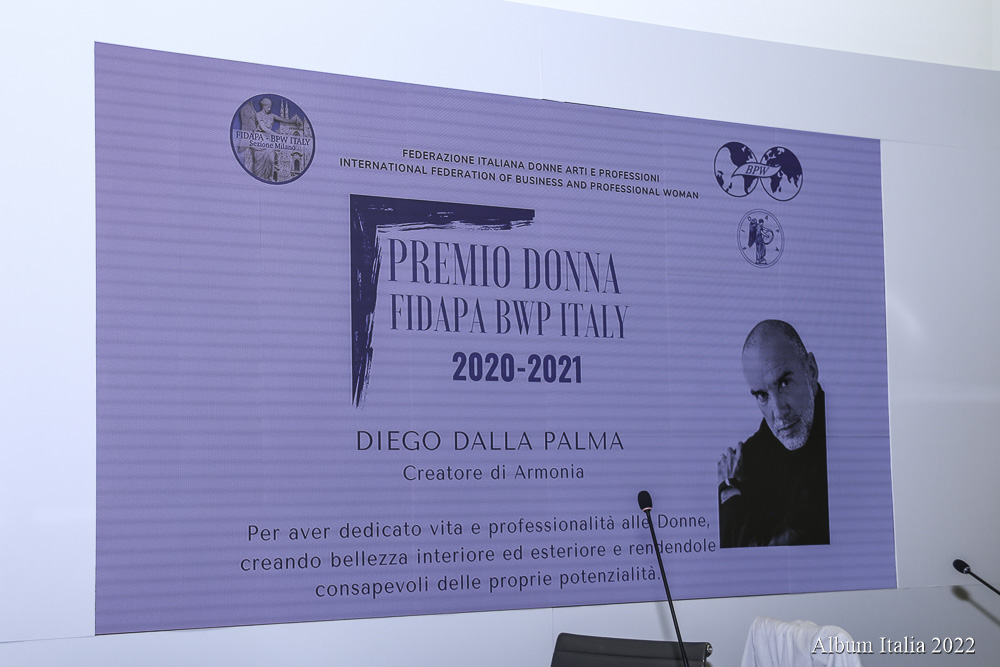 FIDAPA - BPW ITALY
Sezione Milano
FEDERAZIONE ITALIANA DONNE ARTI E PROFESSIONI
INTERNATIONAL FEDERATION OF BUSINESS AND PROFESSIONAL WOMAN
BPW
PREMIO DONNA
FIDAPA BWP ITALY
2020-2021
DIEGO DALLA PALMA
Creatore di Armonia
Per aver dedicato vita e professionalità alle Donne,
creando bellezza interiore ed esteriore e rendendole
consapevoli delle proprie potenzialità.
Album Italia 2022